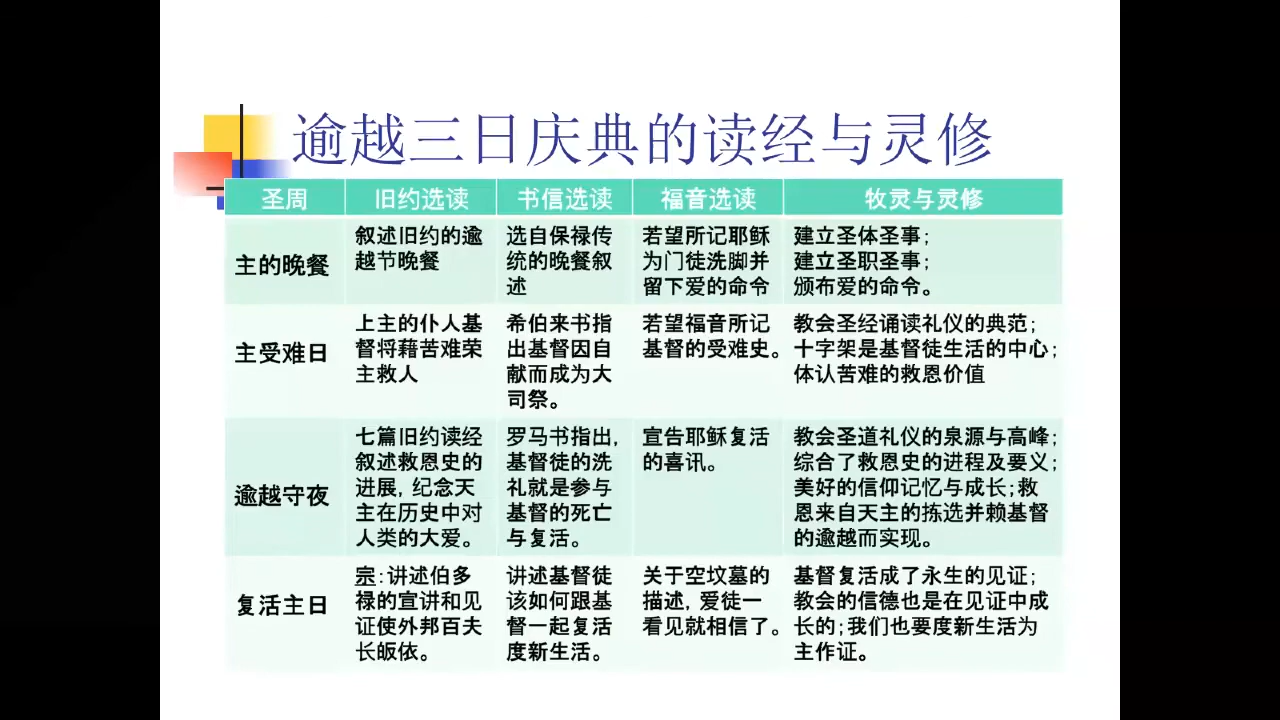 逾越三日庆典的读经与灵修
圣周
旧约选读
书信选读
福音选读
牧灵与灵修
主的晚餐
叙述旧约的逾
越节晚餐
选自保禄传
统的晚餐叙
述
若望所记耶稣
为门徒洗脚并
留下爱的命令
建立圣体圣事;
建立圣职圣事;
颁布爱的命令。
主受难日
上主的仆人基
督将藉苦难荣
主救人
希伯来书指
出基督因自
献而成为大
司祭。
若望福音所记
基督的受难史。
教会圣经诵读礼仪的典范;
十字架是基督徒生活的中心;
体认苦难的救恩价值
逾越守夜
七篇旧约读经
叙述救恩史的
进展, 纪念天
主在历史中对
人类的大爱。
罗马书指出,
基督徒的洗
礼就是参与
基督的死亡
与复活。
宣告耶稣复活
的喜讯。
教会圣道礼仪的泉源与高峰;
综合了救恩史的进程及要义;
美好的信仰记忆与成长;救
恩来自天主的拣选并赖基督
的逾越而实现。
复活主日
宗:讲述伯多
禄的宣讲和见
证使外邦百夫
长皈依。
讲述基督徒
该如何跟基
督一起复活
度新生活。
关于空坟墓的
描述, 爱徒一
看见就相信了。
基督复活成了永生的见证;
教会的信德也是在见证中成
长的;我们也要度新生活为
主作证。